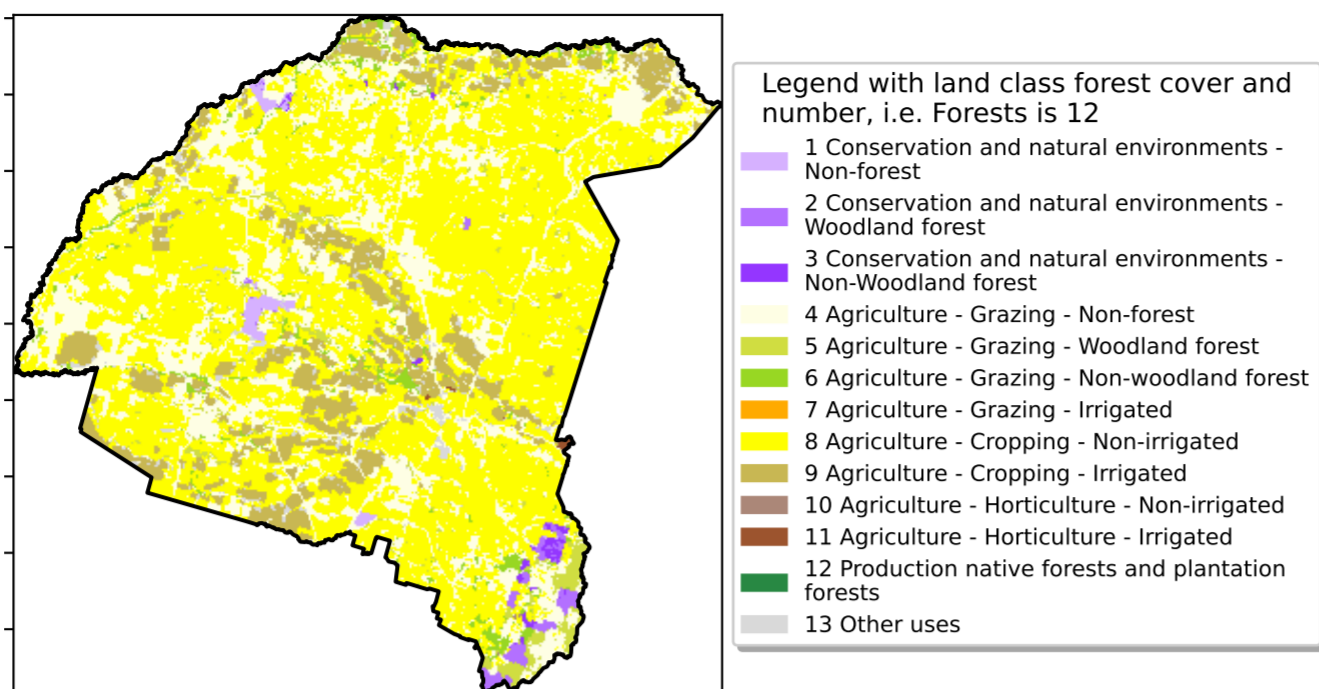 Legend with land class forest cover and
number, i.e. Forests is 12
1 Conservation and natural environments -
Non-forest
2 Conservation and natural environments -
Woodland forest
3 Conservation and natural environments -
Non-Woodland forest
4 Agriculture - Grazing - Non-forest
5 Agriculture - Grazing - Woodland forest
6 Agriculture - Grazing - Non-woodland forest
7 Agriculture - Grazing - Irrigated
8 Agriculture - Cropping - Non-irrigated
9 Agriculture - Cropping - Irrigated
10 Agriculture - Horticulture - Non-irrigated
11 Agriculture - Horticulture - Irrigated
12 Production native forests and plantation
forests
13 Other uses